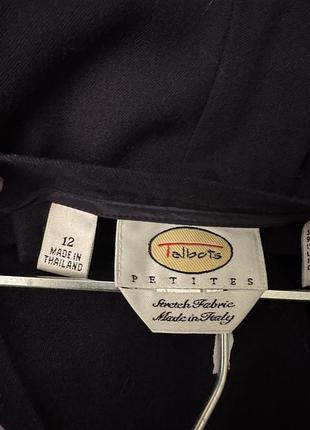 12
MADE IN
THAILAND
Talbots
PETITES
Stretch Fabric
Made in Italy